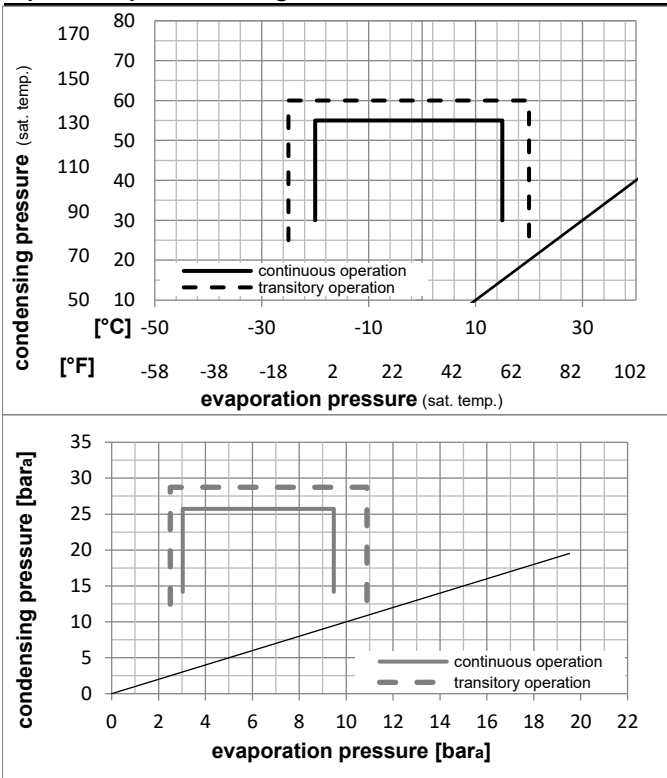 170 80
150 70
130 60
50
110 40
90 30
70 20
50 10
condensing pressure (sat. temp.)
continuous operation
transitory operation
[°C] -50 -30 -10 10 30
[°F] -58 -38 -18 2 22 42 62 82 102
evaporation pressure (sat. temp.)
condensing pressure [bara]
35
30
25
20
15
10
5
0
continuous operation
transitory operation
0 2 4 6 8 10 12 14 16 18 20 22
evaporation pressure [bara]